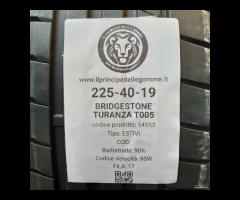 www.ilprincipedellegomme.it
225-40-19
BRIDGESTONE
TURANZA T005
codice prodotto: 54553
Tipo: ESTIVI
COD:
Battistrada: 90%
Codice Velocità: 93W
FILA: 17